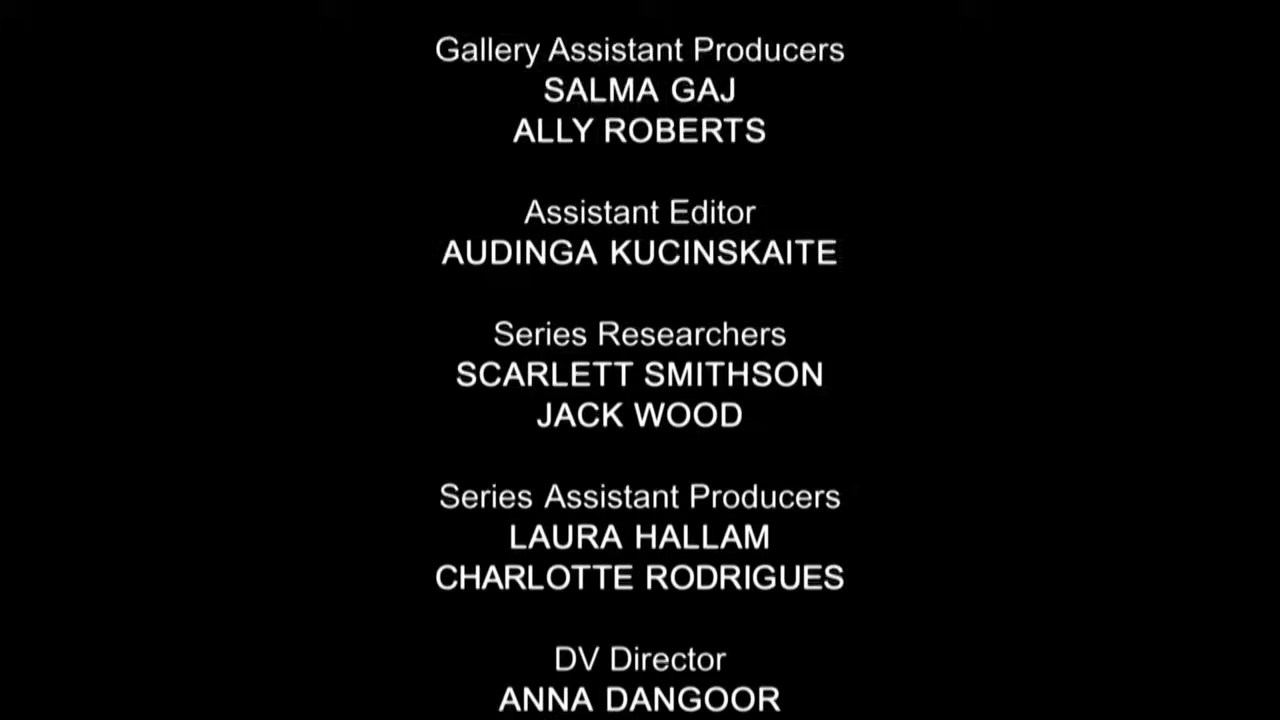 Gallery Assistant Producers
SALMA GAJ
ALLY ROBERTS
Assistant Editor
AUDINGA KUCINSKAITE
Series Researchers
SCARLETT SMITHSON
JACK WOOD
Series Assistant Producers
LAURA HALLAM
CHARLOTTE RODRIGUES
DV Director
ANNA DANGOOR